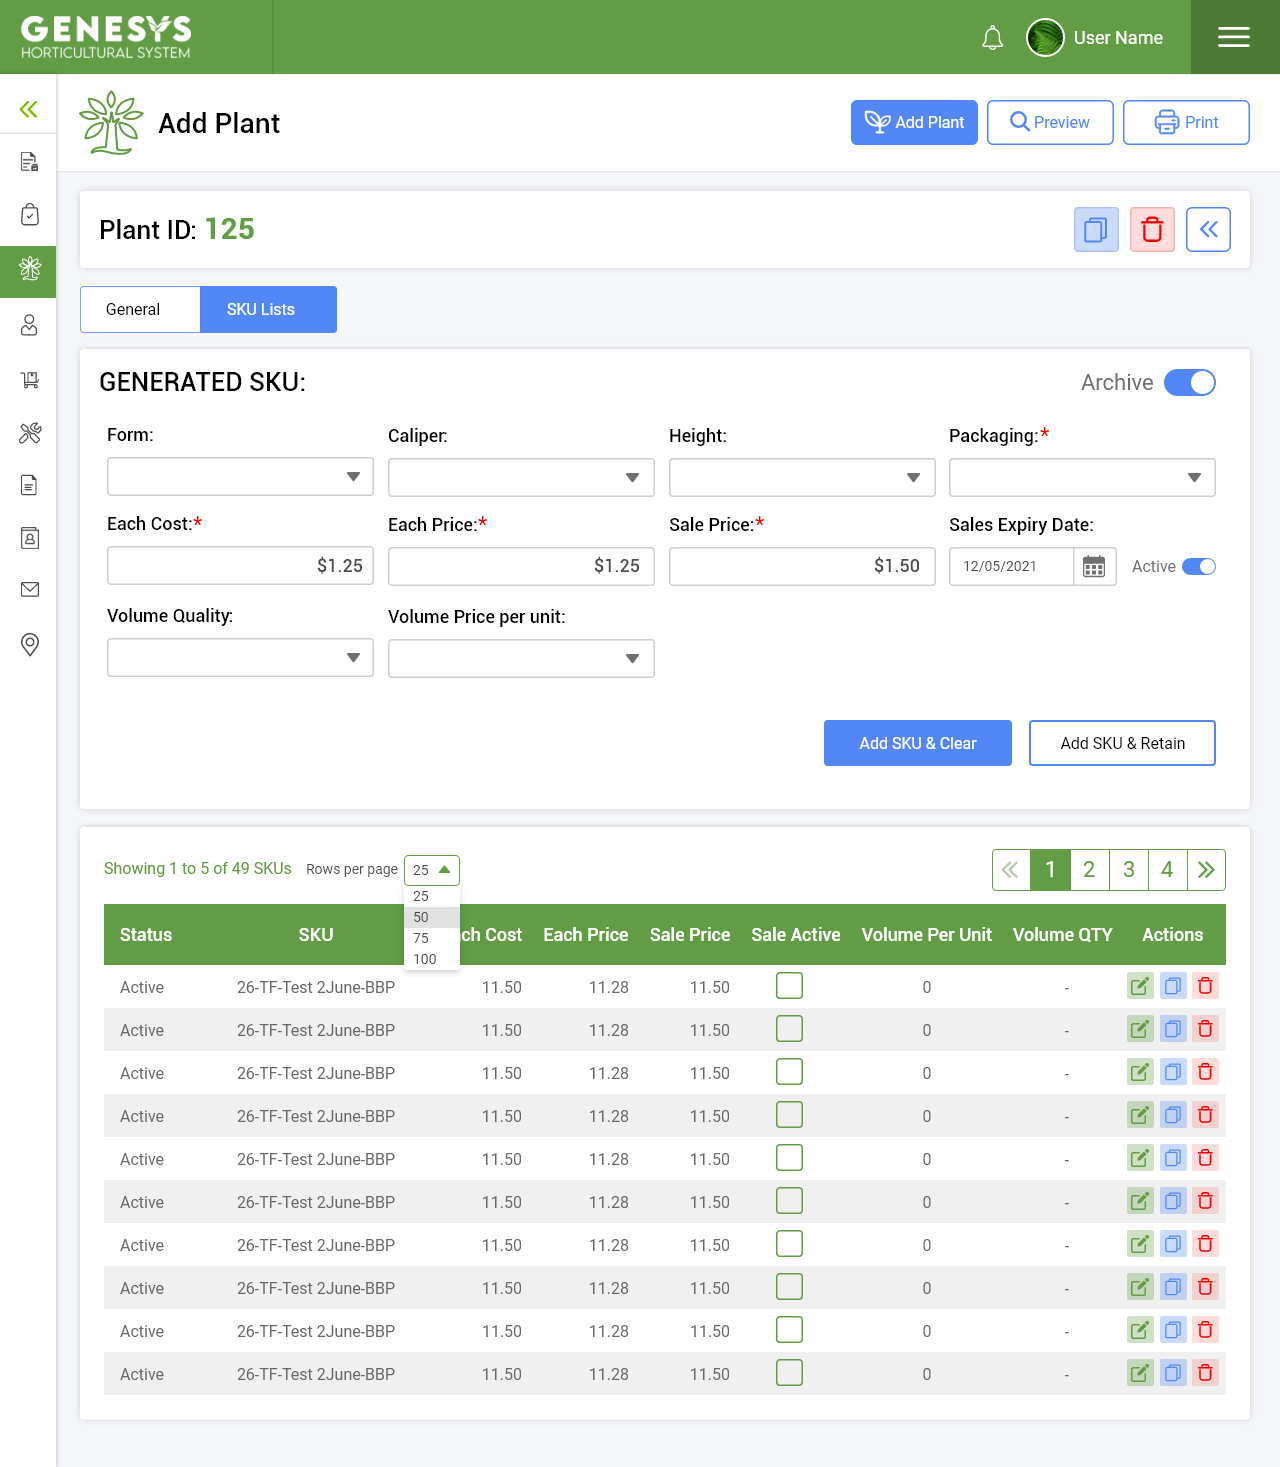 GENESYS
HORTICULTURAL SYSTEM
User Name
Add Plant
Add Plant
Preview
Print
Plant ID: 125
General
SKU Lists
GENERATED SKU:
Archive
Form:
Caliper:
Height:
Packaging:*
Each Cost:*
Each Price:*
Sale Price:*
Sales Expiry Date:
$1.25
$1.25
$1.50
12/05/2021
Active
Volume Quality:
Volume Price per unit:
Add SKU & Clear
Add SKU & Retain
Showing 1 to 5 of 49 SKUs
Rows per page
25
25
50
75
100
1 2 3 4
Status SKU ch Cost Each Price Sale Price Sale Active Volume Per Unit Volume QTY Actions
Active 26-TF-Test 2June-BBP 11.50 11.28 11.50 0 -
Active 26-TF-Test 2June-BBP 11.50 11.28 11.50 0 -
Active 26-TF-Test 2June-BBP 11.50 11.28 11.50 0 -
Active 26-TF-Test 2June-BBP 11.50 11.28 11.50 0 -
Active 26-TF-Test 2June-BBP 11.50 11.28 11.50 0 -
Active 26-TF-Test 2June-BBP 11.50 11.28 11.50 0 -
Active 26-TF-Test 2June-BBP 11.50 11.28 11.50 0 -
Active 26-TF-Test 2June-BBP 11.50 11.28 11.50 0 -
Active 26-TF-Test 2June-BBP 11.50 11.28 11.50 0 -
Active 26-TF-Test 2June-BBP 11.50 11.28 11.50 0 -